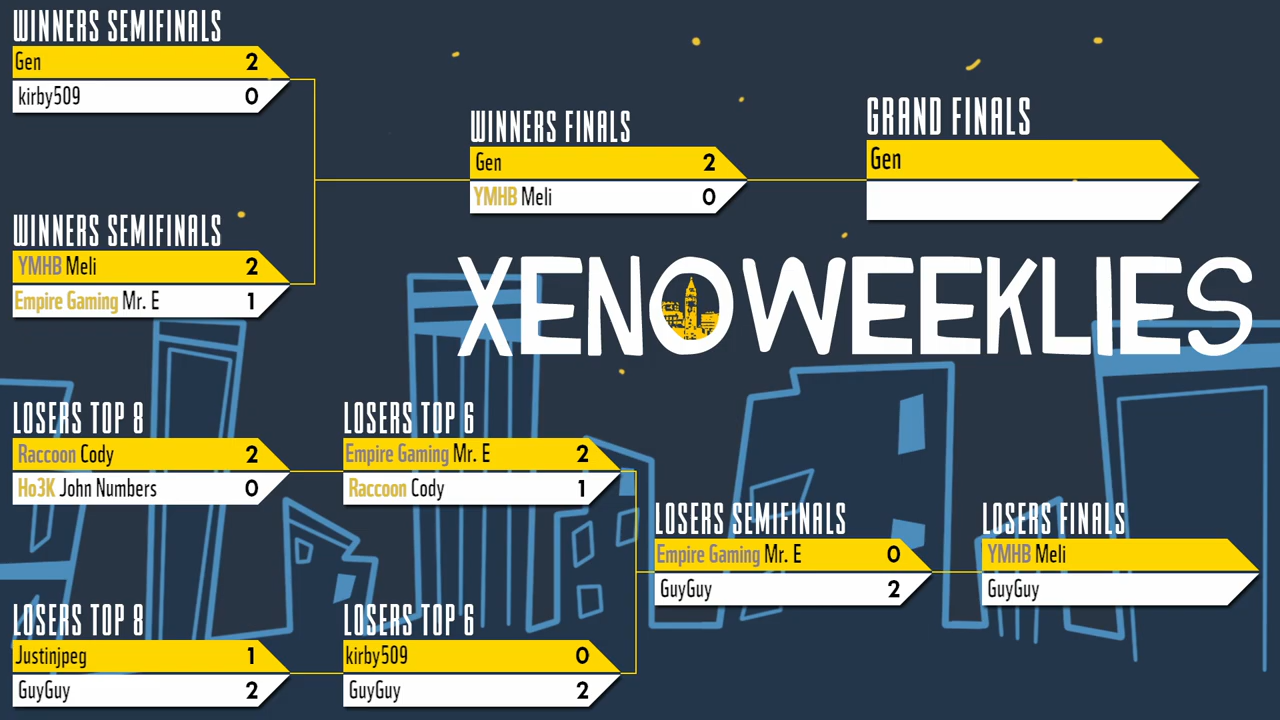 WINNERS SEMIFINALS
Gen 2
kirby509 0
WINNERS SEMIFINALS
YMHB Meli 2
Empire Gaming Mr. E 1
WINNERS FINALS
Gen 2
YMHB Meli 0
GRAND FINALS
Gen
XENOWEEKLIES
LOSERS TOP 8
Raccoon Cody 2
Ho3K John Numbers 0
LOSERS TOP 8
Justinjpeg 1
GuyGuy 2
LOSERS TOP 6
Empire Gaming Mr. E 2
Raccoon Cody 1
LOSERS TOP 6
kirby509 0
GuyGuy 2
LOSERS SEMIFINALS
Empire Gaming Mr. E 0
GuyGuy 2
LOSERS FINALS
YMHB Meli
GuyGuy